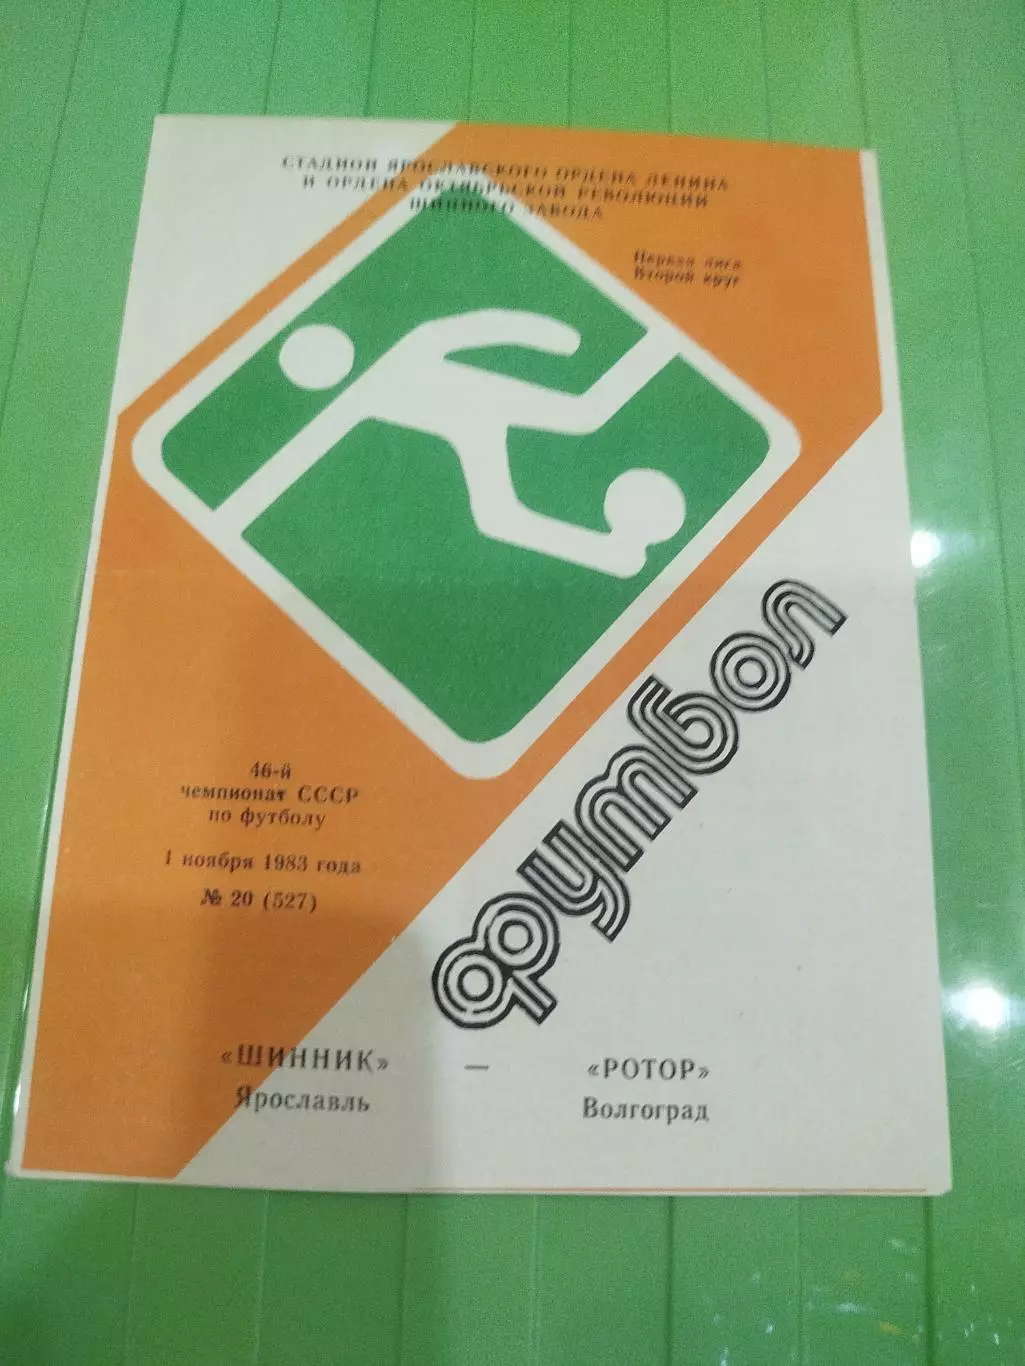 СТАДИОН ЯРОСЛАВСКОГО ОРДЕНА ЛЕНИНА
И ОРДЕНА ОКТЯБРЬСКОЙ РЕВОЛЮЦИИ
ШИННОГО ЗАВОДА
Первая лига
Второй круг
футбол
46-й
чемпионат СССР
по футболу
1 ноября 1983 года
№ 20 (527)
«ШИННИК» — «РОТОР»
Ярославль Волгоград